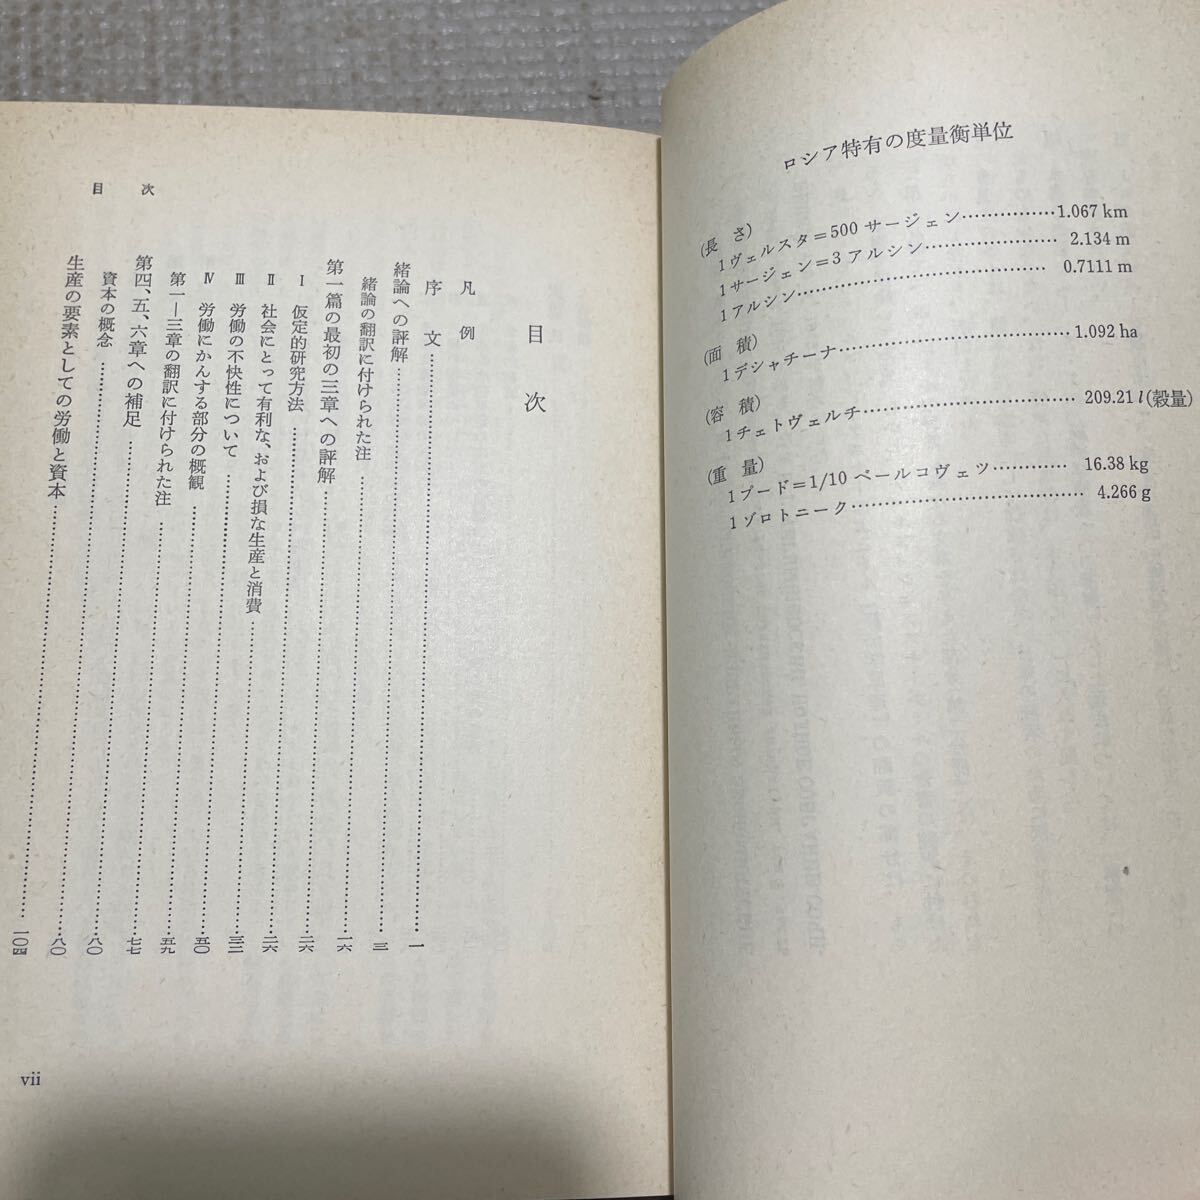 ロシア特有の度量衡単位
(長さ)
1ヴェルスタ＝500サージェン……………1.067 km
1サージェン＝3アルシン…………………2.134 m
1アルシン……………………………………0.7111 m
(面積)
1デシャチーナ………………………………1.092 ha
(容積)
1チェトヴェルチ……………………………209.21 l(穀量)
(重量)
1プード＝1/10ベールコヴェツ…………16.38 kg
1ゾロトニーク………………………………4.266 g
目次
目次
凡例
序文……………一
緒論への評解……………三
緒論の翻訳に付けられた注……………一六
第一篇の最初の三章への評解……………二六
Ⅰ 仮定的研究方法……………二六
Ⅱ 社会にとって有利な、および損な生産と消費……………三三
Ⅲ 労働の不快性について……………五〇
Ⅳ 労働にかんする部分の概観……………五九
第一—三章の翻訳に付けられた注……………七七
第四、五、六章への補足……………八〇
資本の概念……………八〇
生産の要素としての労働と資本……………一〇四
vii